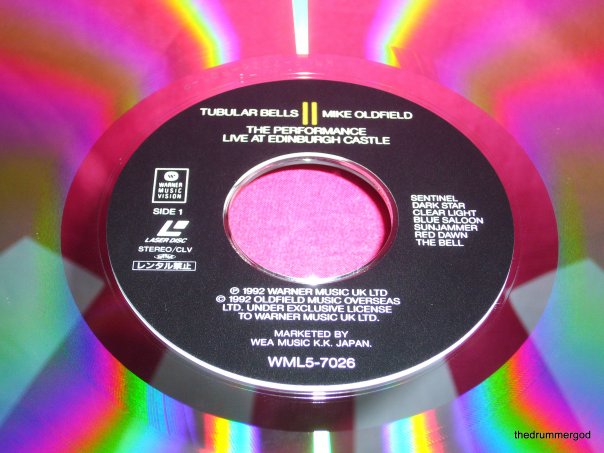 TUBULAR BELLS II MIKE OLDFIELD
THE PERFORMANCE
LIVE AT EDINBURGH CASTLE
WARNER
MUSIC
VISION
SIDE 1
LASER DISC
STEREO/CLV
レンタル禁止
SENTINEL
DARK STAR
CLEAR LIGHT
BLUE SALOON
SUNJAMMER
RED DAWN
THE BELL
Ⓟ 1992 WARNER MUSIC UK LTD
© 1992 OLDFIELD MUSIC OVERSEAS
LTD. UNDER EXCLUSIVE LICENSE
TO WARNER MUSIC UK LTD.
MARKETED BY
WEA MUSIC K.K. JAPAN.
WML5-7026
thedrummergod